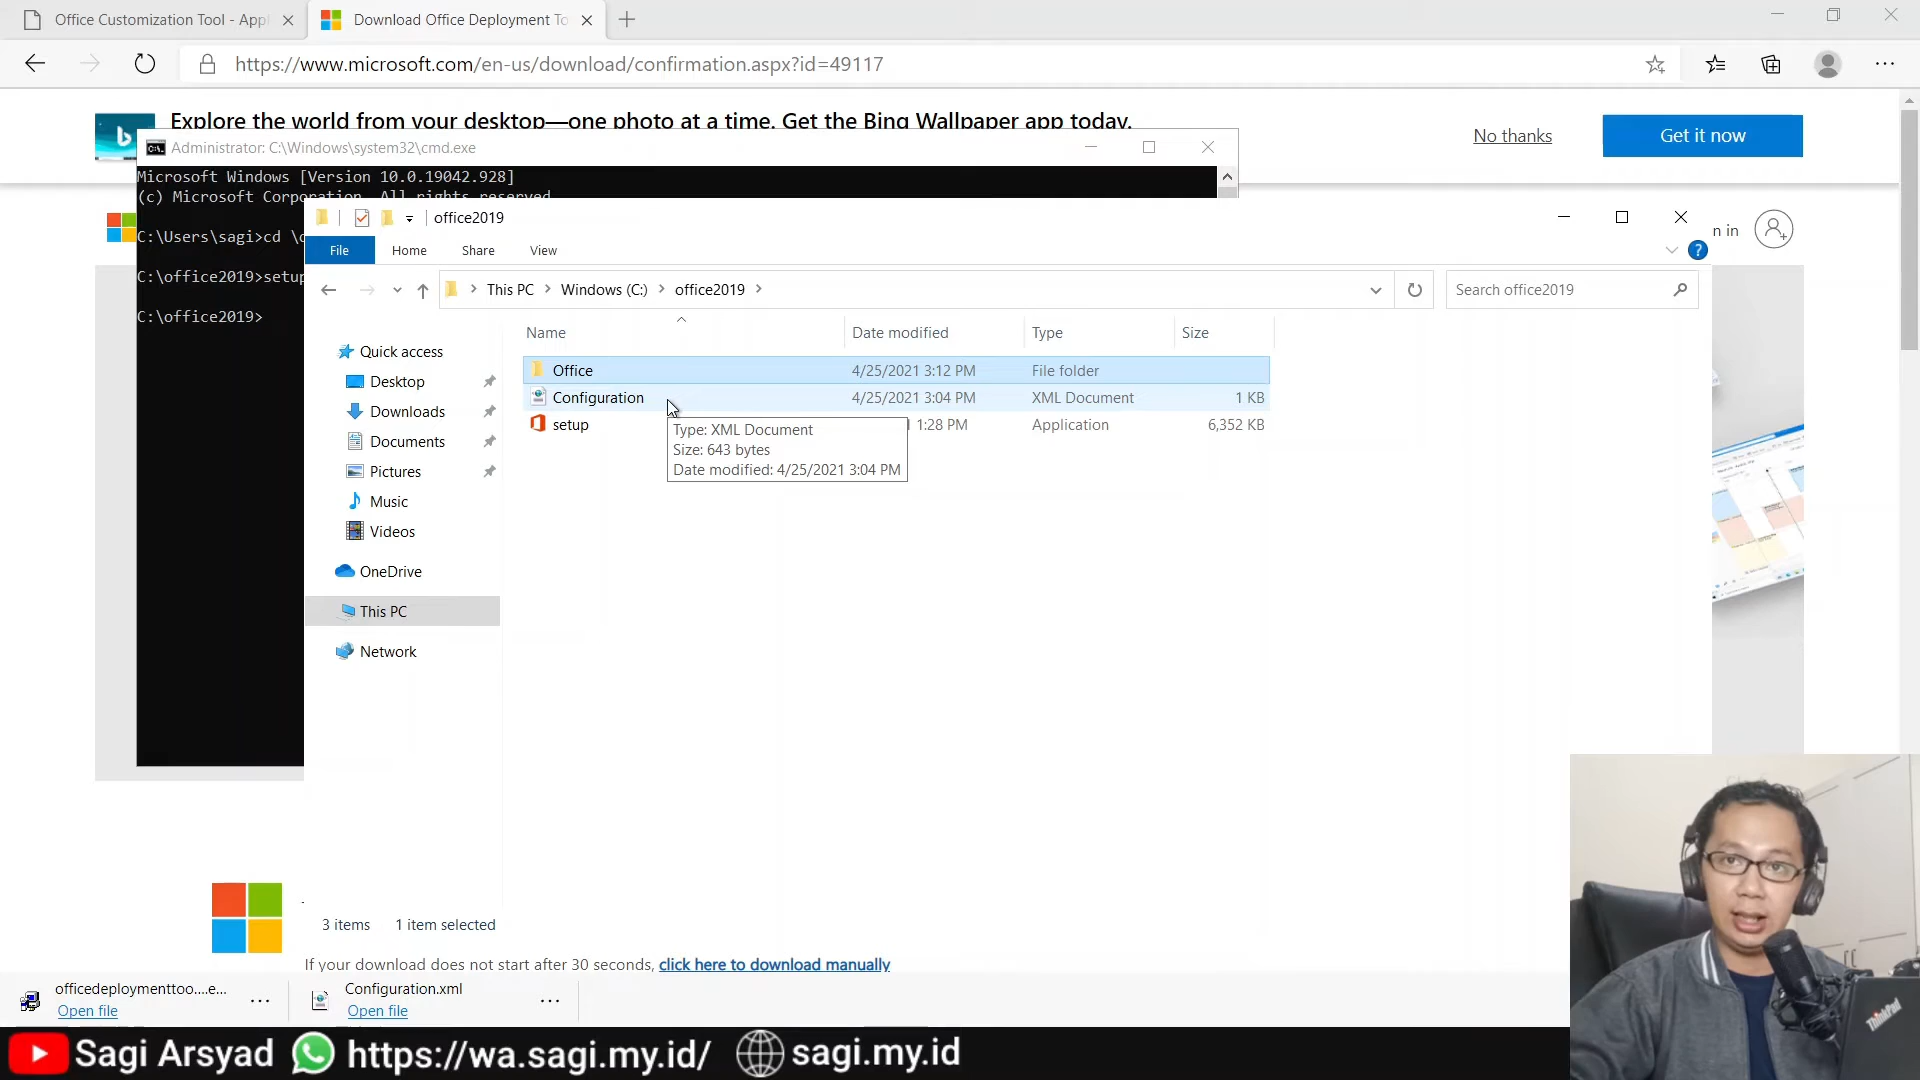 Office Customization Tool - Appl
Download Office Deployment To
https://www.microsoft.com/en-us/download/confirmation.aspx?id=49117
Explore the world from your desktop—one photo at a time. Get the Bing Wallpaper app today.
No thanks
Get it now
Administrator: C:\Windows\system32\cmd.exe
Microsoft Windows [Version 10.0.19042.928]
(c) Microsoft Corporation. All rights reserved
C:\Users\sagi>cd \o
C:\office2019>setup
C:\office2019>
n in
office2019
File
Home
Share
View
This PC > Windows (C:) > office2019 >
Search office2019
Name
Date modified
Type
Size
Office 4/25/2021 3:12 PM File folder
Configuration 4/25/2021 3:04 PM XML Document 1 KB
setup 1:28 PM Application 6,352 KB
Type: XML Document
Size: 643 bytes
Date modified: 4/25/2021 3:04 PM
Quick access
Desktop
Downloads
Documents
Pictures
Music
Videos
OneDrive
This PC
Network
3 items
1 item selected
If your download does not start after 30 seconds, click here to download manually
officedeploymenttoo....e...
Open file
Configuration.xml
Open file
Sagi Arsyad
https://wa.sagi.my.id/
sagi.my.id
ThinkPad